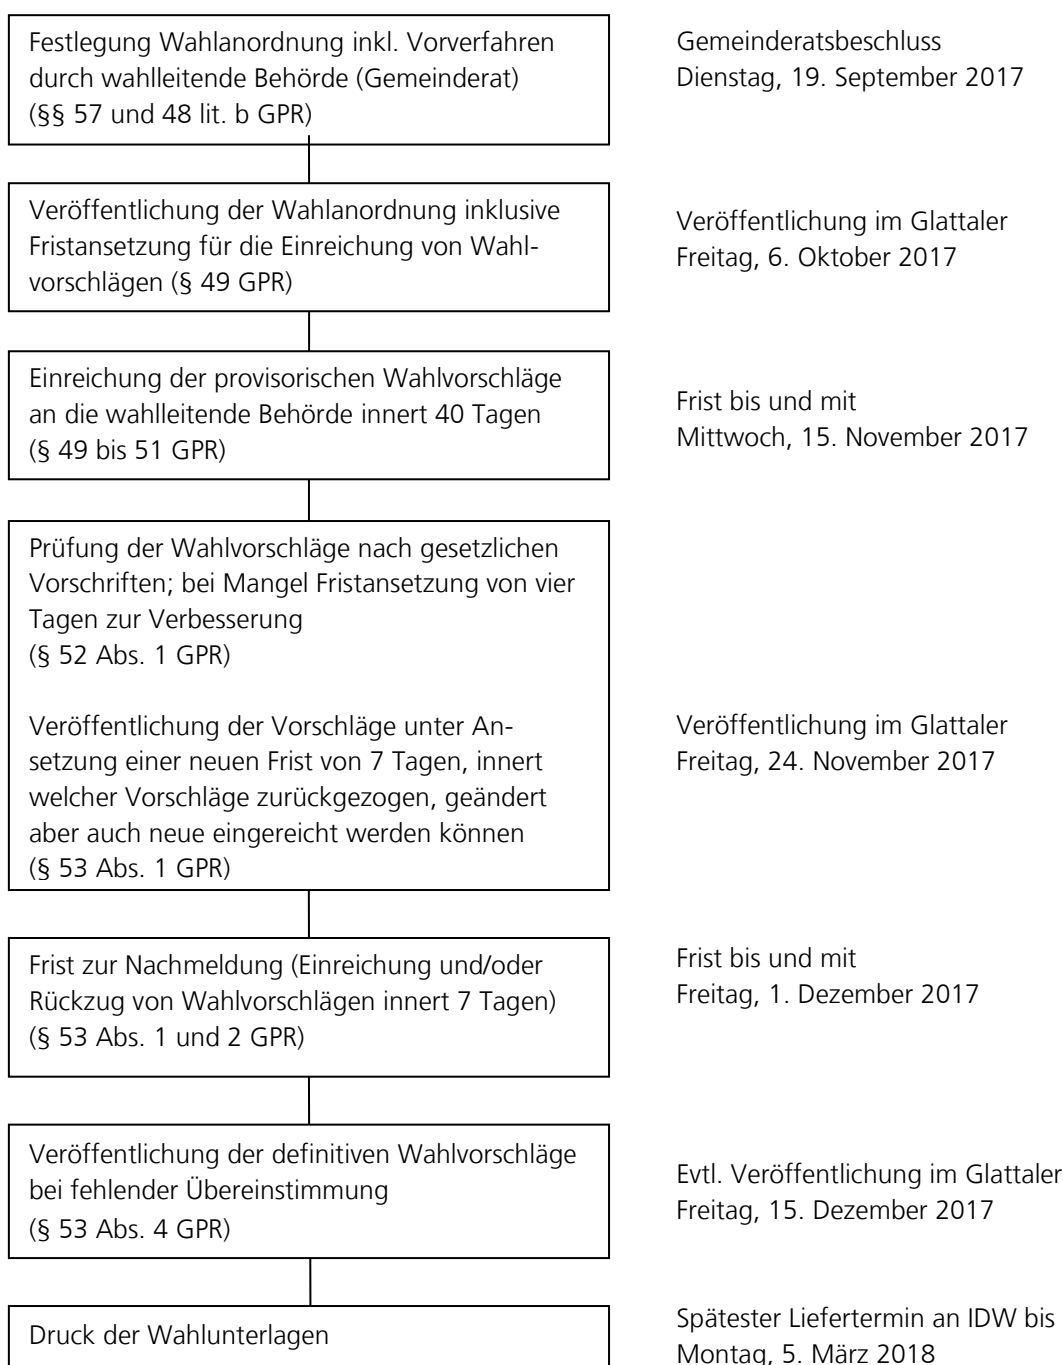 Festlegung Wahlanordnung inkl. Vorverfahren
durch wahlleitende Behörde (Gemeinderat)
(§§ 57 und 48 lit. b GPR)
Gemeinderatsbeschluss
Dienstag, 19. September 2017
Veröffentlichung der Wahlanordnung inklusive
Fristansetzung für die Einreichung von Wahl-
vorschlägen (§ 49 GPR)
Veröffentlichung im Glattaler
Freitag, 6. Oktober 2017
Einreichung der provisorischen Wahlvorschläge
an die wahlleitende Behörde innert 40 Tagen
(§ 49 bis 51 GPR)
Frist bis und mit
Mittwoch, 15. November 2017
Prüfung der Wahlvorschläge nach gesetzlichen
Vorschriften; bei Mangel Fristansetzung von vier
Tagen zur Verbesserung
(§ 52 Abs. 1 GPR)
Veröffentlichung der Vorschläge unter An-
setzung einer neuen Frist von 7 Tagen, innert
welcher Vorschläge zurückgezogen, geändert
aber auch neue eingereicht werden können
(§ 53 Abs. 1 GPR)
Veröffentlichung im Glattaler
Freitag, 24. November 2017
Frist zur Nachmeldung (Einreichung und/oder
Rückzug von Wahlvorschlägen innert 7 Tagen)
(§ 53 Abs. 1 und 2 GPR)
Frist bis und mit
Freitag, 1. Dezember 2017
Veröffentlichung der definitiven Wahlvorschläge
bei fehlender Übereinstimmung
(§ 53 Abs. 4 GPR)
Evtl. Veröffentlichung im Glattaler
Freitag, 15. Dezember 2017
Druck der Wahlunterlagen
Spätester Liefertermin an IDW bis
Montag, 5. März 2018